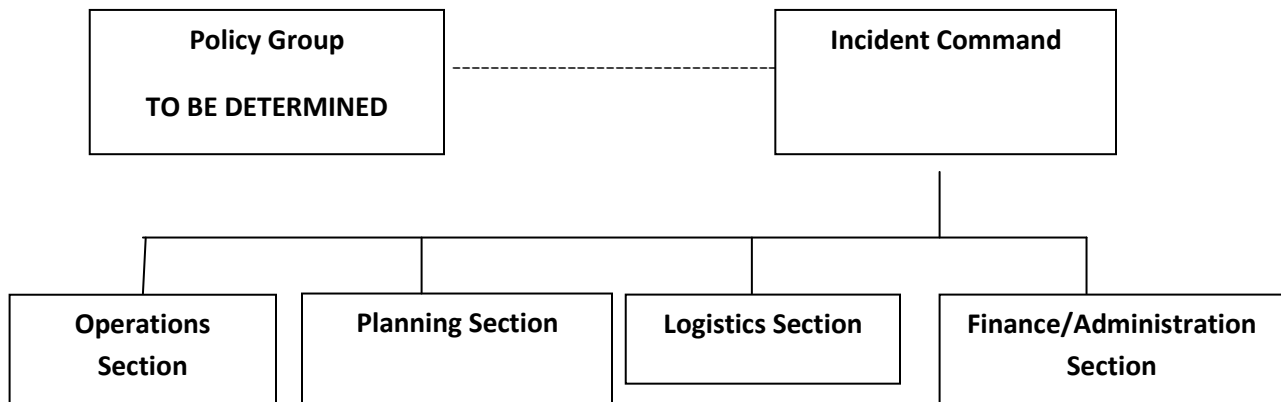 Policy Group
TO BE DETERMINED
Incident Command
Operations
Section
Planning Section
Logistics Section
Finance/Administration
Section